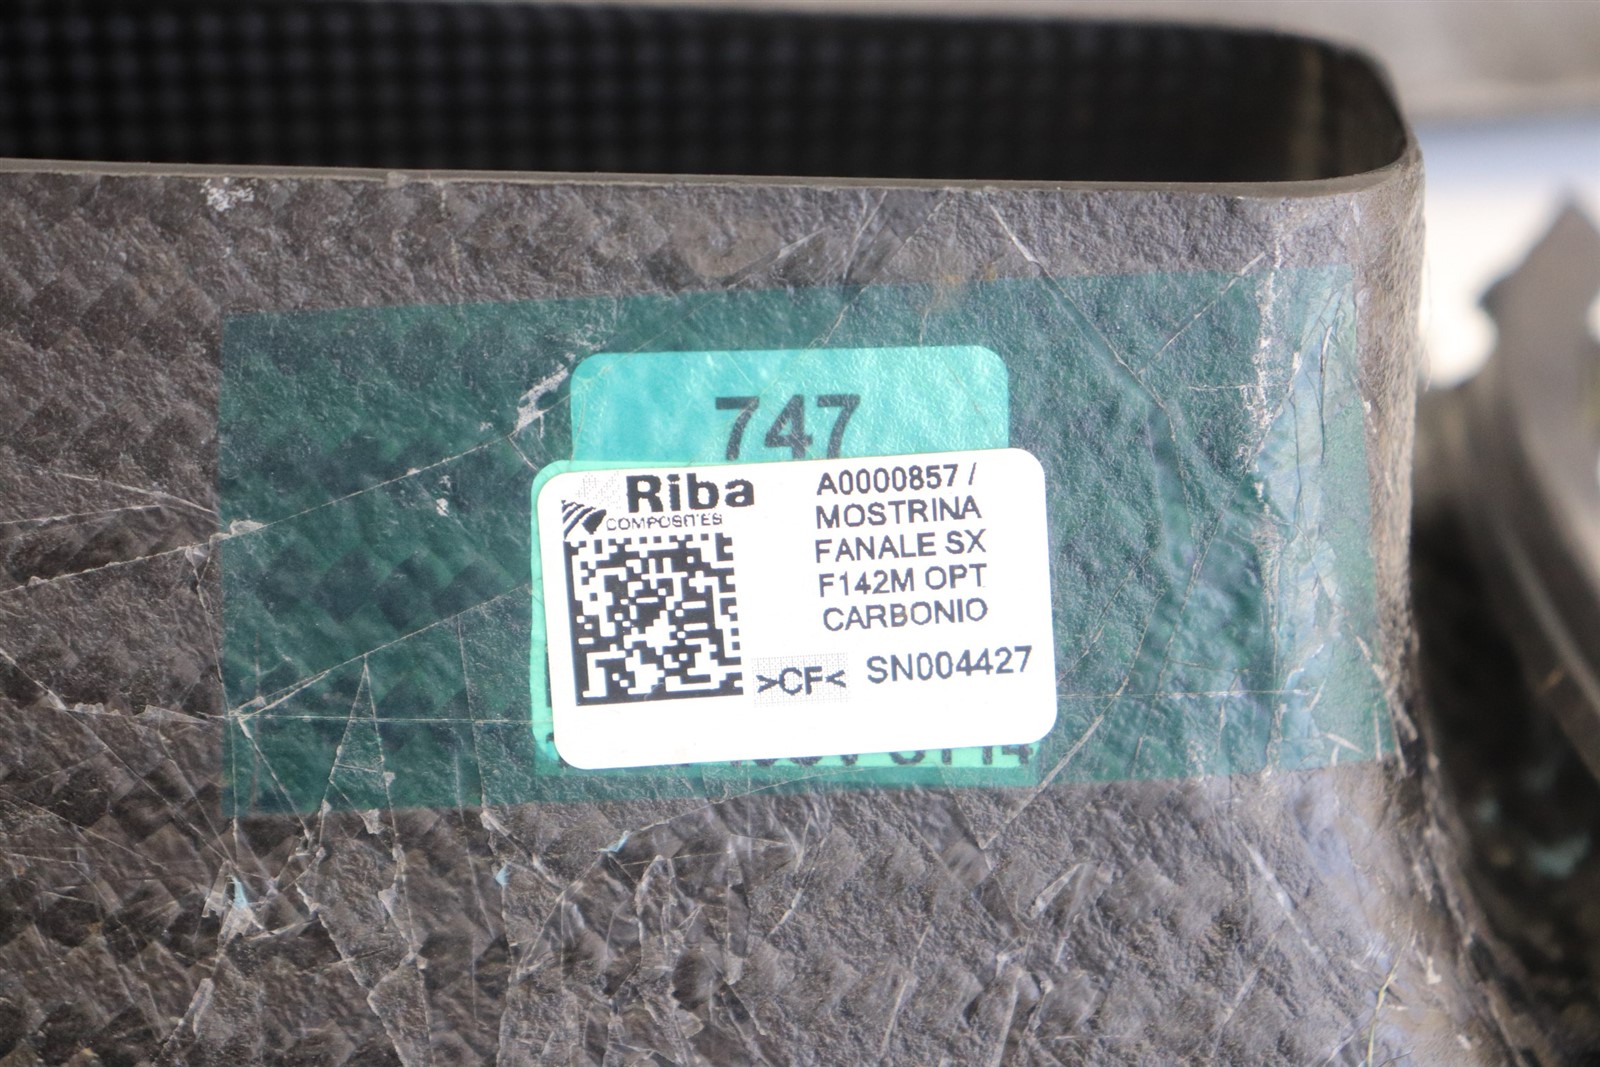 747
Riba
COMPOSITES
A0000857 /
MOSTRINA
FANALE SX
F142M OPT
CARBONIO
>CF<
SN004427